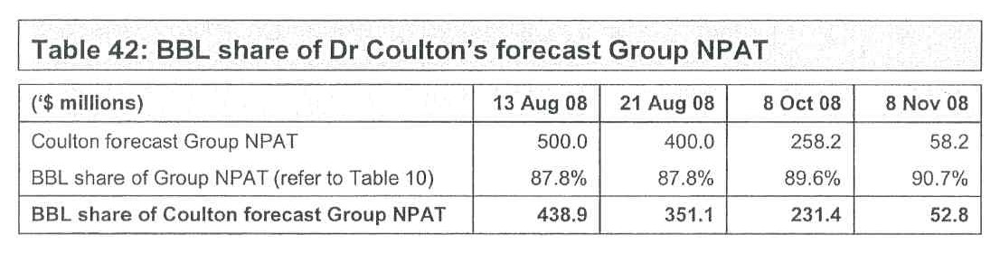 Table 42: BBL share of Dr Coulton's forecast Group NPAT
('$ millions) 13 Aug 08 21 Aug 08 8 Oct 08 8 Nov 08
Coulton forecast Group NPAT 500.0 400.0 258.2 58.2
BBL share of Group NPAT (refer to Table 10) 87.8% 87.8% 89.6% 90.7%
BBL share of Coulton forecast Group NPAT 438.9 351.1 231.4 52.8